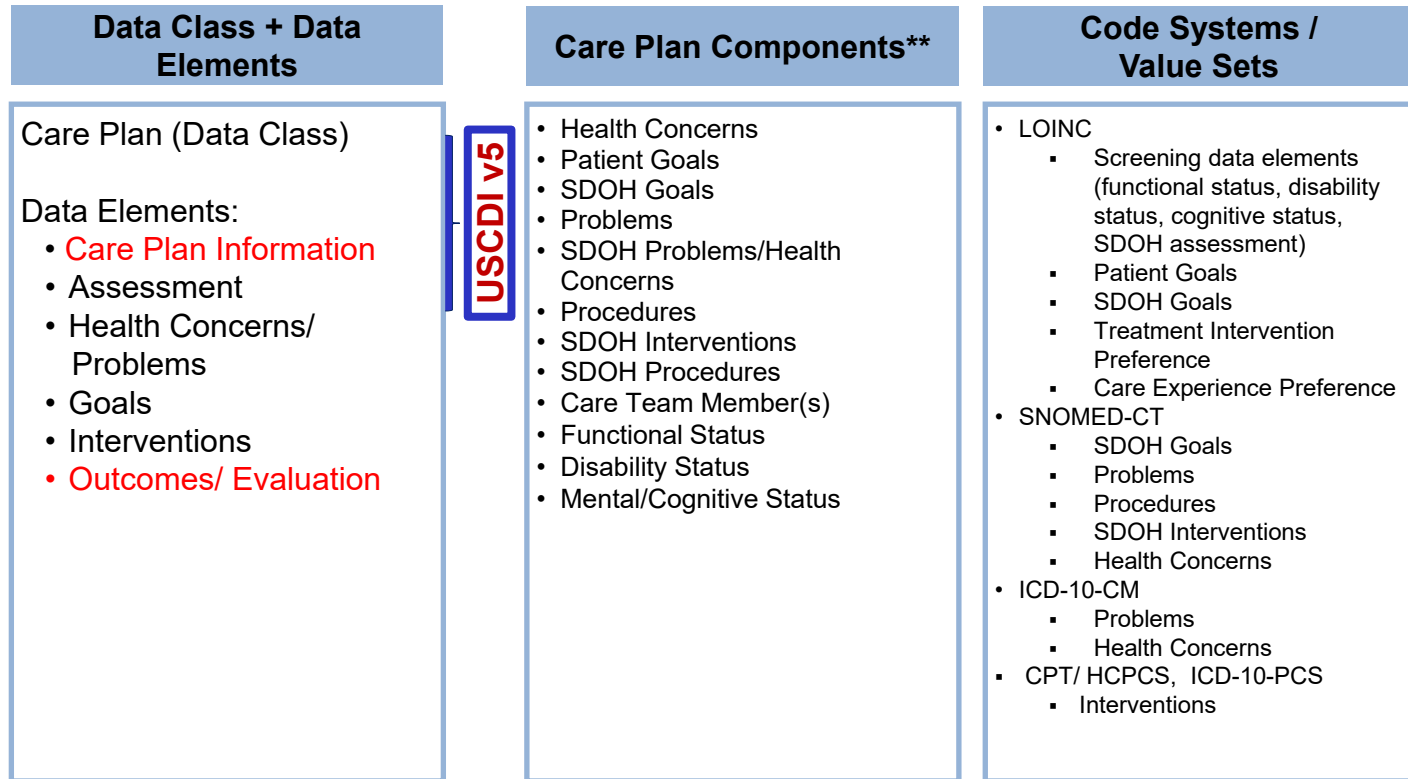 Data Class + Data
Elements
Care Plan (Data Class)
Data Elements:
• Care Plan Information
• Assessment
• Health Concerns/
Problems
• Goals
• Interventions
• Outcomes/ Evaluation
USCDI v5
Care Plan Components**
• Health Concerns
• Patient Goals
• SDOH Goals
• Problems
• SDOH Problems/Health
Concerns
• Procedures
• SDOH Interventions
• SDOH Procedures
• Care Team Member(s)
• Functional Status
• Disability Status
• Mental/Cognitive Status
Code Systems /
Value Sets
• LOINC
▪ Screening data elements
(functional status, disability
status, cognitive status,
SDOH assessment)
▪ Patient Goals
▪ SDOH Goals
▪ Treatment Intervention
Preference
▪ Care Experience Preference
• SNOMED-CT
▪ SDOH Goals
▪ Problems
▪ Procedures
▪ SDOH Interventions
▪ Health Concerns
• ICD-10-CM
▪ Problems
▪ Health Concerns
▪ CPT/ HCPCS, ICD-10-PCS
▪ Interventions